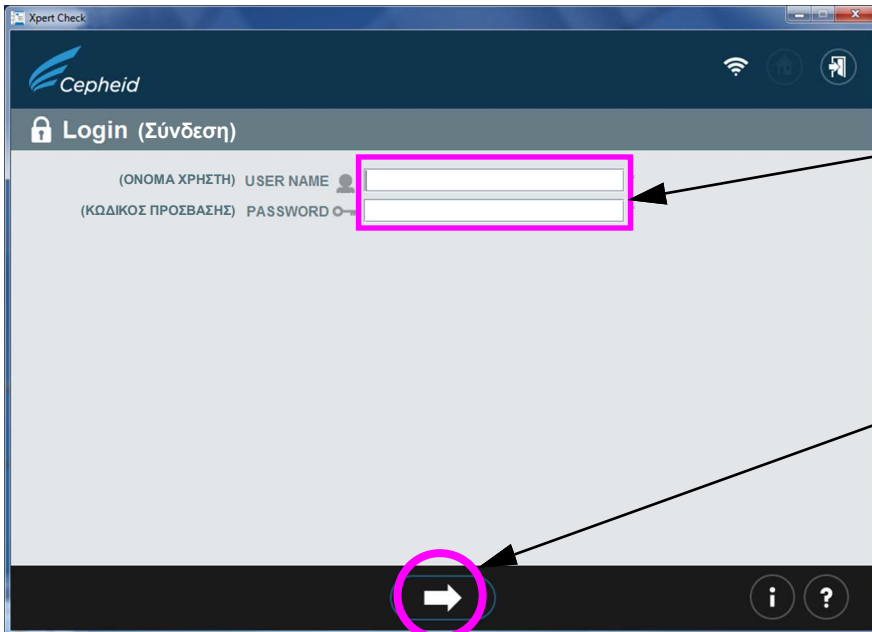 Xpert Check
Cepheid
Login (Σύνδεση)
(ΟΝΟΜΑ ΧΡΗΣΤΗ) USER NAME
(ΚΩΔΙΚΟΣ ΠΡΟΣΒΑΣΗΣ) PASSWORD
i ?